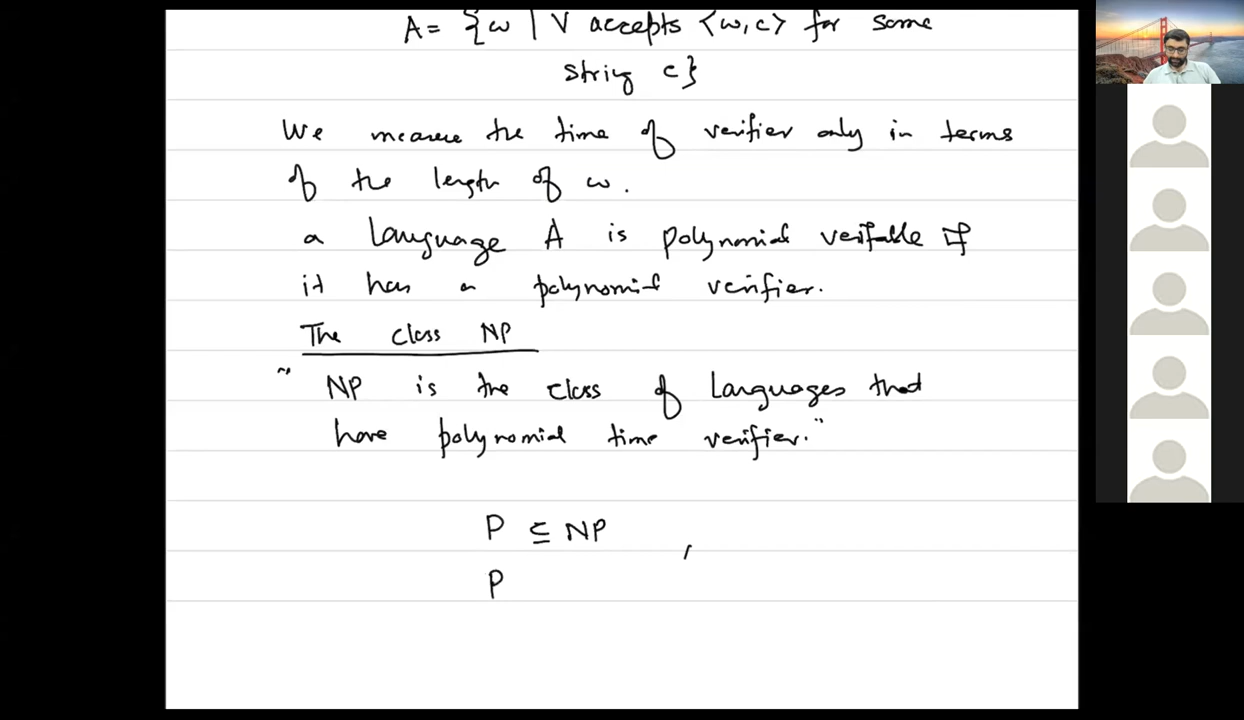 A = {ω | V accepts <ω, c> for some
string c}
We measure the time of verifier only in terms
of the length of ω.
a Language A is polynomial verifable if
it has a polynomial verifier.
The class NP
" NP is the class of Languages that
have polynomial time verifier."
P ⊆ NP ,
P